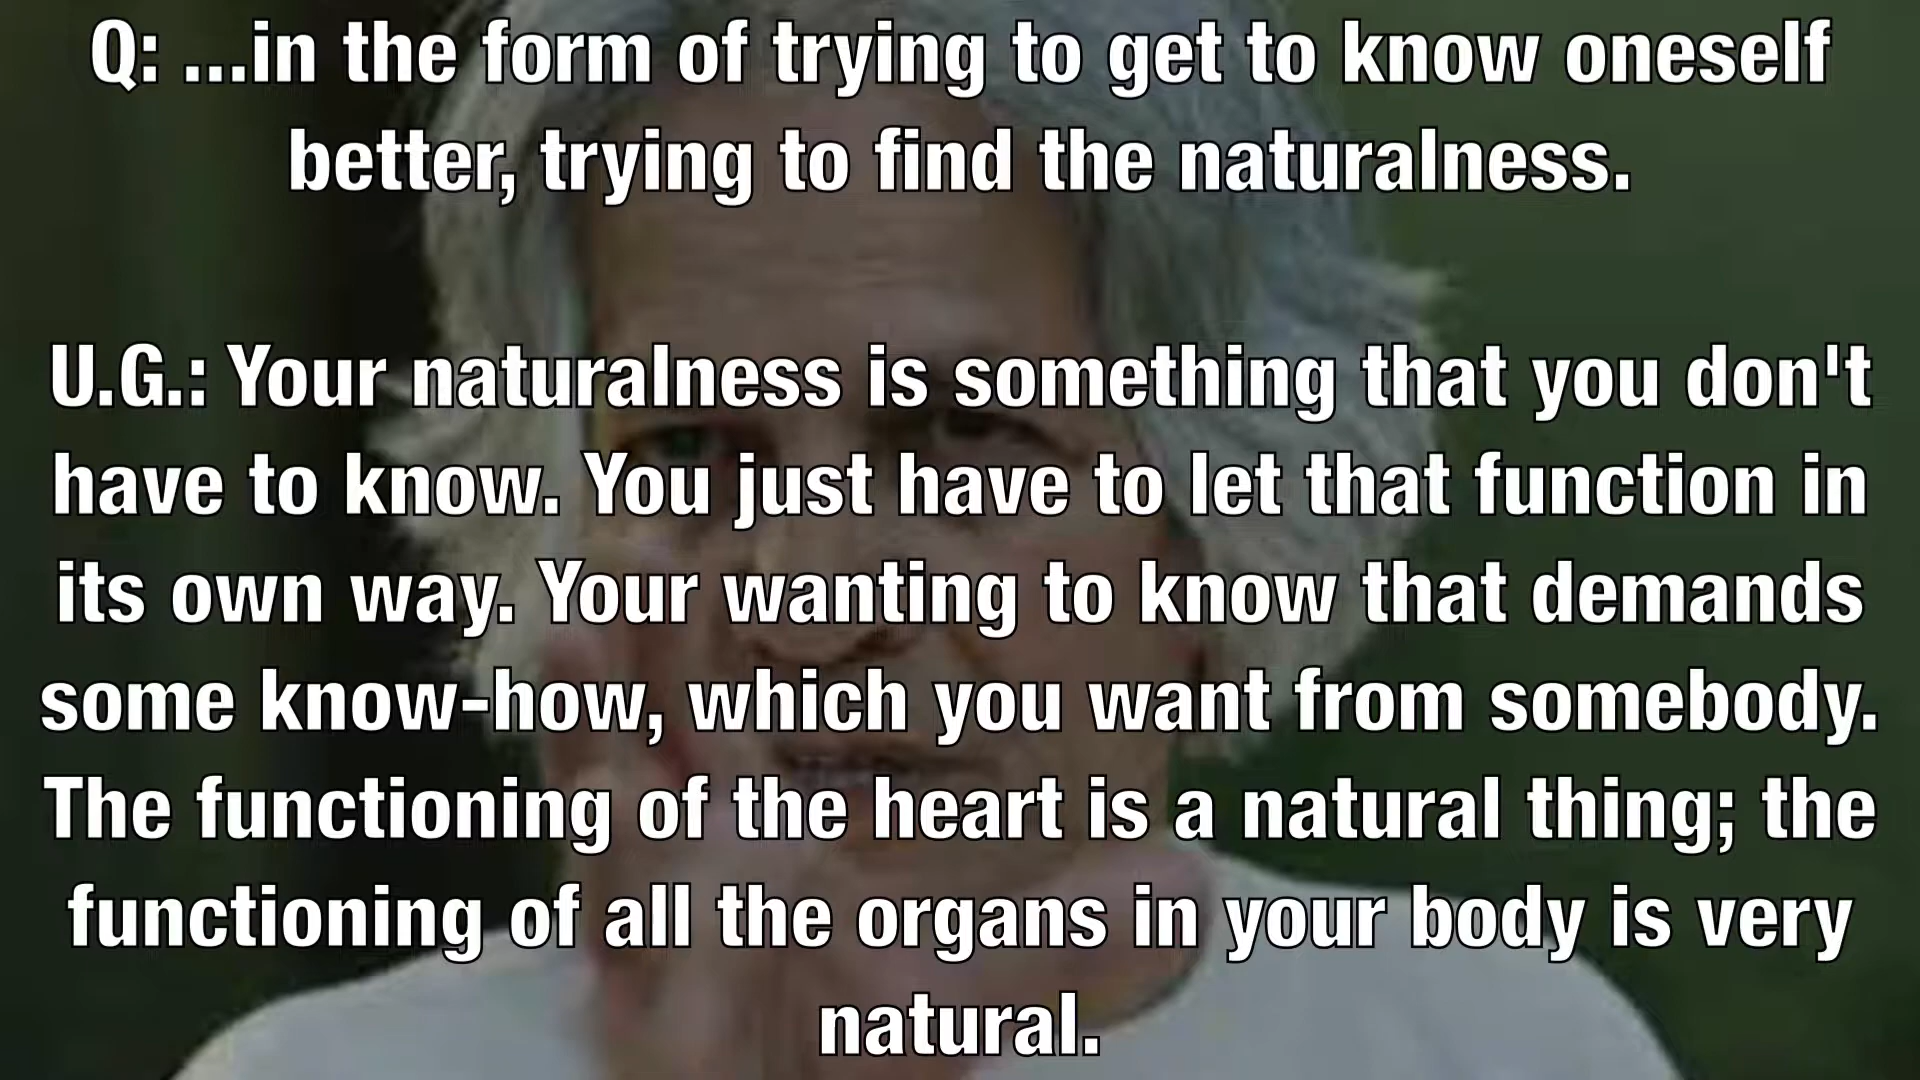 Q: ...in the form of trying to get to know oneself
better, trying to find the naturalness.
U.G.: Your naturalness is something that you don't
have to know. You just have to let that function in
its own way. Your wanting to know that demands
some know-how, which you want from somebody.
The functioning of the heart is a natural thing; the
functioning of all the organs in your body is very
natural.